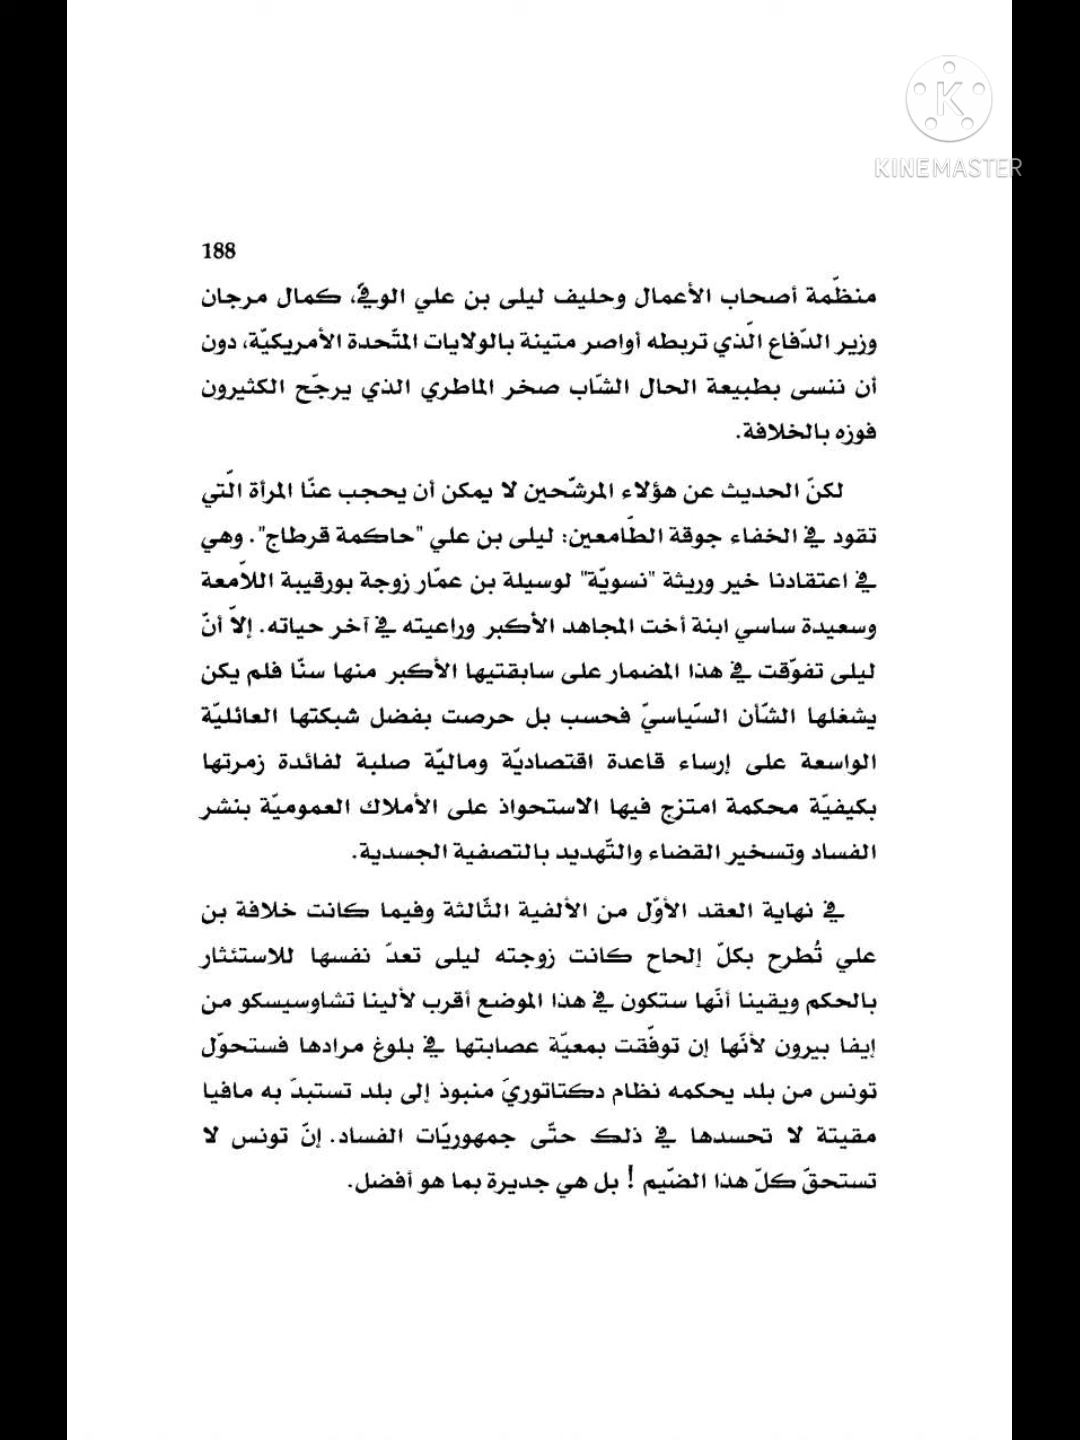 KINEMASTER
188
منظّمة أصحاب الأعمال وحليف ليلى بن علي الوفيّ، كمال مرجان
وزير الدّفاع الّذي تربطه أواصر متينة بالولايات المتّحدة الأمريكيّة، دون
أن ننسى بطبيعة الحال الشّاب صخر الماطري الذي يرجّح الكثيرون
فوزه بالخلافة.
لكنّ الحديث عن هؤلاء المرشّحين لا يمكن أن يحجب عنّا المرأة الّتي
تقود في الخفاء جوقة الطّامعين: ليلى بن علي "حاكمة قرطاج". وهي
في اعتقادنا خير وريثة "نسويّة" لوسيلة بن عمّار زوجة بورقيبة اللاّمعة
وسعيدة ساسي ابنة أخت المجاهد الأكبر وراعيته في آخر حياته. إلاّ أنّ
ليلى تفوّقت في هذا المضمار على سابقتيها الأكبر منها سنّا فلم يكن
يشغلها الشّأن السّياسيّ فحسب بل حرصت بفضل شبكتها العائليّة
الواسعة على إرساء قاعدة اقتصاديّة وماليّة صلبة لفائدة زمرتها
بكيفيّة محكمة امتزج فيها الاستحواذ على الأملاك العموميّة بنشر
الفساد وتسخير القضاء والتّهديد بالتصفية الجسدية.
في نهاية العقد الأوّل من الألفية الثّالثة وفيما كانت خلافة بن
علي تُطرح بكلّ إلحاح كانت زوجته ليلى تعدّ نفسها للاستئثار
بالحكم ويقينا أنّها ستكون في هذا الموضع أقرب لألينا تشاوسيسكو من
إيفا بيرون لأنّها إن توفّقت بمعيّة عصابتها في بلوغ مرادها فستحوّل
تونس من بلد يحكمه نظام دكتاتوريّ منبوذ إلى بلد تستبدّ به مافيا
مقيتة لا تحسدها في ذلك حتّى جمهوريّات الفساد. إنّ تونس لا
تستحقّ كلّ هذا الضّيم ! بل هي جديرة بما هو أفضل.